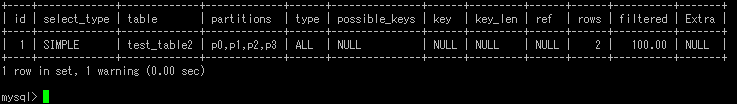 +----+-------------+-------------+-------------+------+---------------+------+---------+------+------+----------+-------+
| id | select_type | table       | partitions  | type | possible_keys | key  | key_len | ref  | rows | filtered | Extra |
+----+-------------+-------------+-------------+------+---------------+------+---------+------+------+----------+-------+
|  1 | SIMPLE      | test_table2 | p0,p1,p2,p3 | ALL  | NULL          | NULL | NULL    | NULL |    2 |   100.00 | NULL  |
+----+-------------+-------------+-------------+------+---------------+------+---------+------+------+----------+-------+
1 row in set, 1 warning (0.00 sec)
mysql>